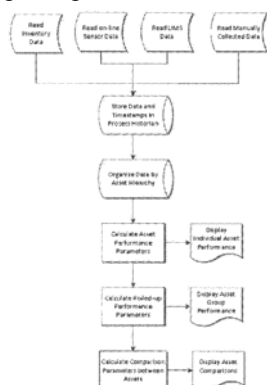 Read
Inventory
Data
Read on-line
Sensor Data
Read LIMS
Data
Read Manually
Collected Data
Store Data and
Timestamps in
Process Historian
Organize Data by
Asset Hierarchy
Calculate Asset
Performance
Parameters
Display
Individual Asset
Performance
Calculate Rolled-up
Performance
Parameters
Display Asset
Group
Performance
Calculate Comparison
Parameters between
Assets
Display Asset
Comparisons